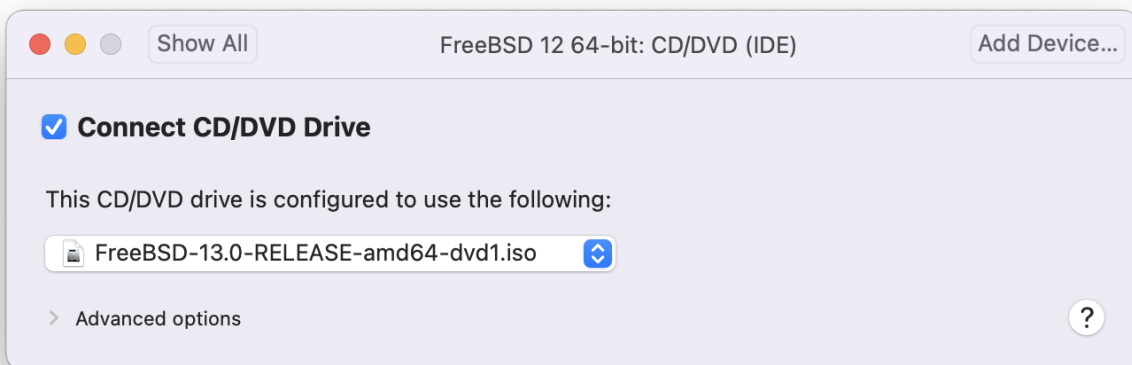 Show All
FreeBSD 12 64-bit: CD/DVD (IDE)
Add Device...
Connect CD/DVD Drive
This CD/DVD drive is configured to use the following:
FreeBSD-13.0-RELEASE-amd64-dvd1.iso
Advanced options
?